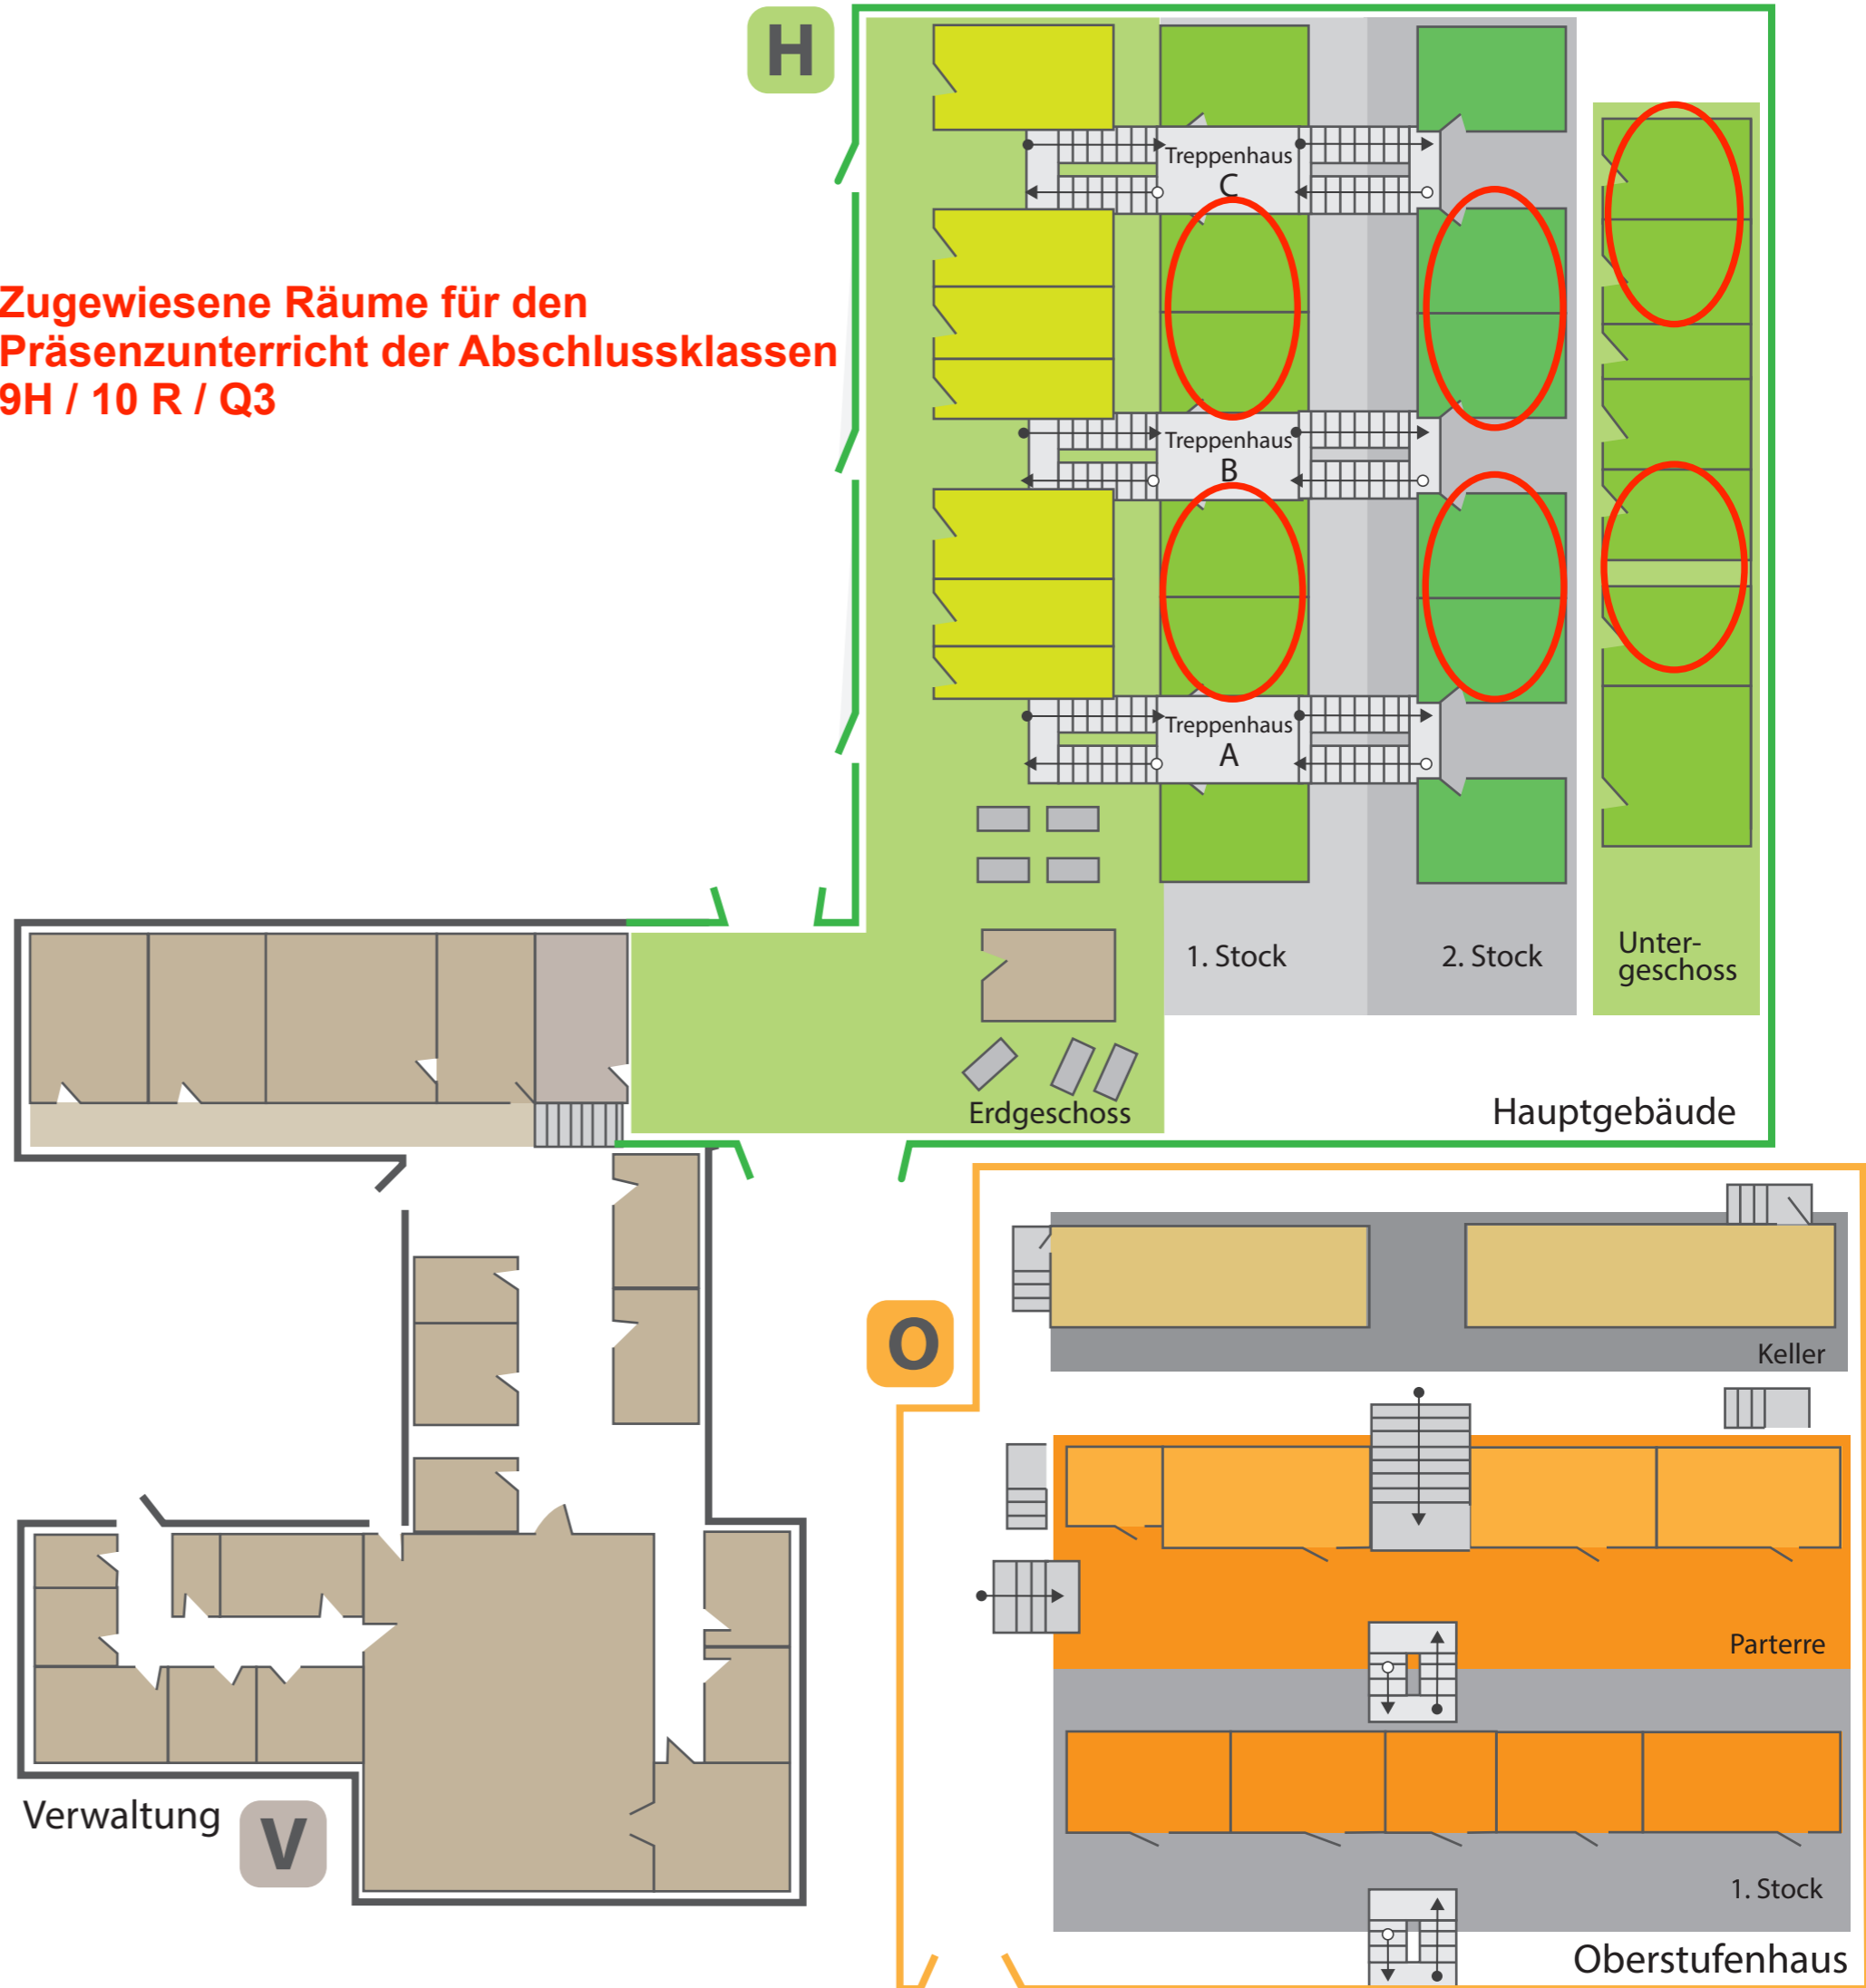 H
Treppenhaus
C
Zugewiesene Räume für den
Präsenzunterricht der Abschlussklassen
9H / 10 R / Q3
Treppenhaus
B
Treppenhaus
A
1. Stock
2. Stock
Unter-
geschoss
Erdgeschoss
Hauptgebäude
O
Keller
Parterre
Verwaltung
V
1. Stock
Oberstufenhaus